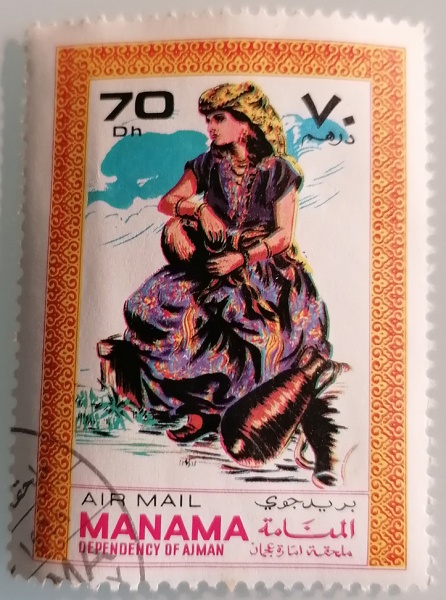 70 ٧٠
Dh درهم
AIR MAIL بريد جوي
MANAMA المنامة
DEPENDENCY OF AJMAN ملحقة امارة عجمان